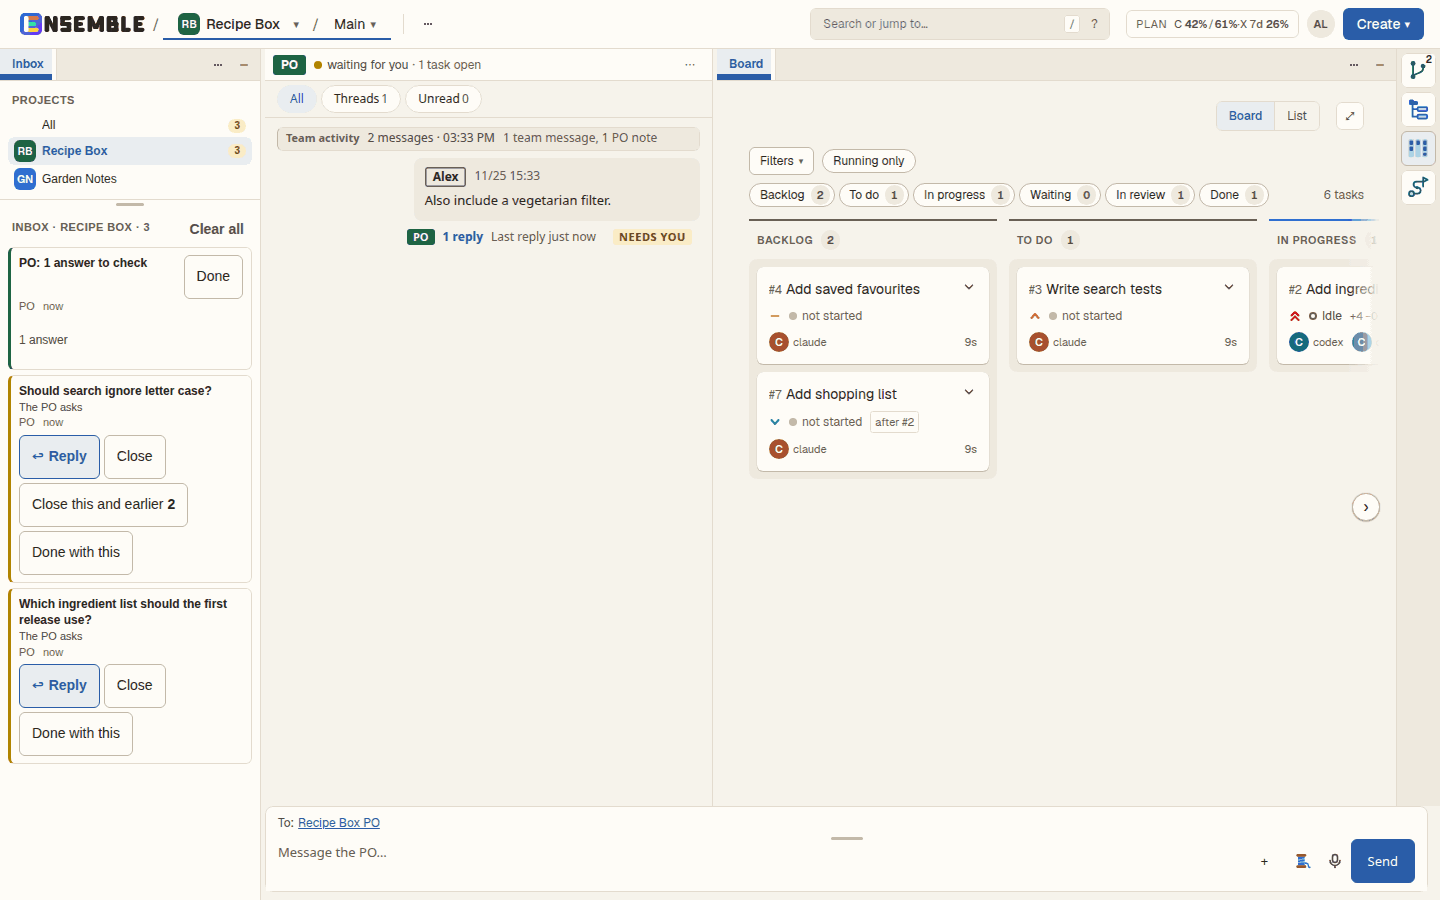 ENSEMBLE / RB Recipe Box ▾ / Main ▾ ···
Search or jump to... / ?
PLAN C 42% / 61% · X 7d 26%
AL
Create ▾
Inbox ··· –
PROJECTS
All 3
RB Recipe Box 3
GN Garden Notes
INBOX · RECIPE BOX · 3 Clear all
PO: 1 answer to check
Done
PO now
1 answer
Should search ignore letter case?
The PO asks
PO now
↩ Reply Close
Close this and earlier 2
Done with this
Which ingredient list should the first
release use?
The PO asks
PO now
↩ Reply Close
Done with this
PO waiting for you · 1 task open ···
All Threads 1 Unread 0
Team activity 2 messages · 03:33 PM 1 team message, 1 PO note
Alex 11/25 15:33
Also include a vegetarian filter.
PO 1 reply Last reply just now NEEDS YOU
Board ··· –
Board List
Filters ▾ Running only
Backlog 2 To do 1 In progress 1 Waiting 0 In review 1 Done 1 6 tasks
BACKLOG 2
#4 Add saved favourites
not started
C claude 9s
#7 Add shopping list
not started after #2
C claude 9s
TO DO 1
#3 Write search tests
not started
C claude 9s
IN PROGRESS 1
#2 Add ingredi
Idle +4
C codex C
›
2
To: Recipe Box PO
Message the PO...
+ Send